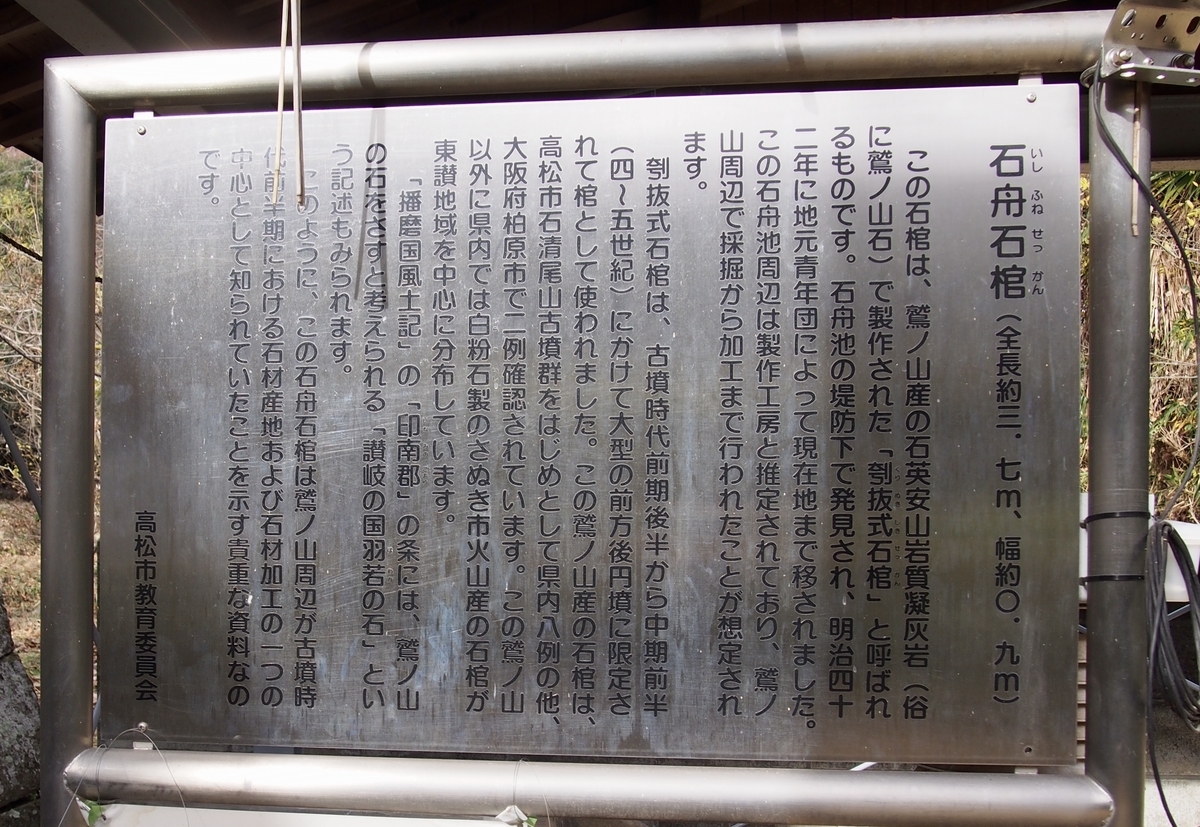 石舟石棺（全長約三．七ｍ、幅約〇．九ｍ）
いし ふね せっ かん
この石棺は、鷲ノ山産の石英安山岩質凝灰岩（俗
に鷲ノ山石）で製作された「刳抜式石棺」と呼ばれ
くりぬきしきせっかん
るものです。石舟池の堤防下で発見され、明治四十
二年に地元青年団によって現在地まで移されました。
この石舟池周辺は製作工房と推定されており、鷲ノ
山周辺で採掘から加工まで行われたことが想定され
ます。
刳抜式石棺は、古墳時代前期後半から中期前半
（四～五世紀）にかけて大型の前方後円墳に限定さ
れて棺として使われました。この鷲ノ山産の石棺は、
高松市石清尾山古墳群をはじめとして県内八例の他、
大阪府柏原市で二例確認されています。この鷲ノ山
以外に県内では白粉石製のさぬき市火山産の石棺が
東讃地域を中心に分布しています。
「播磨国風土記」の「印南郡」の条には、鷲ノ山
の石をさすと考えられる「讃岐の国羽若の石」とい
う記述もみられます。
このように、この石舟石棺は鷲ノ山周辺が古墳時
代前半期における石材産地および石材加工の一つの
中心として知られていたことを示す貴重な資料なの
です。
高松市教育委員会